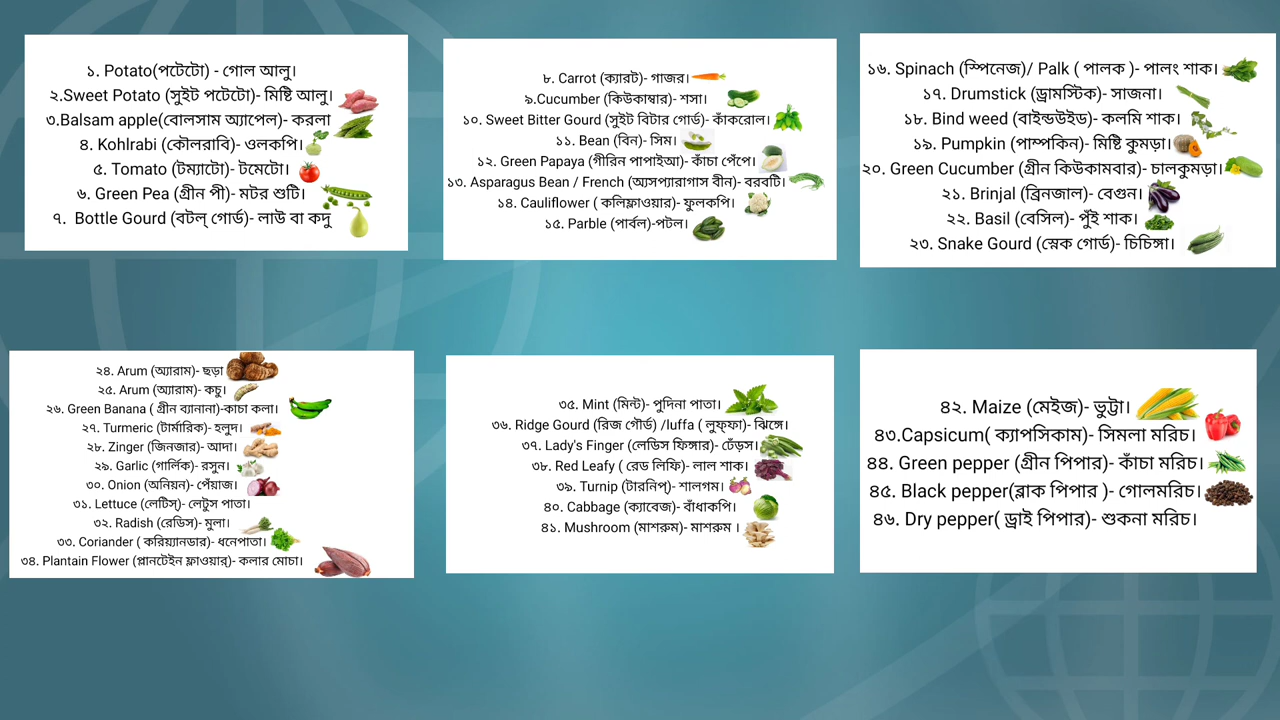 ১. Potato(পটেটো) - গোল আলু।
২.Sweet Potato (সুইট পটেটো)- মিষ্টি আলু।
৩.Balsam apple(বোলসাম অ্যাপেল)- করলা
৪. Kohlrabi (কৌলরাবি)- ওলকপি।
৫. Tomato (টম্যাটো)- টমেটো।
৬. Green Pea (গ্রীন পী)- মটর শুটি।
৭. Bottle Gourd (বটল্ গোর্ড)- লাউ বা কদু
৮. Carrot (ক্যারট)- গাজর।
৯.Cucumber (কিউকাম্বার)- শসা।
১০. Sweet Bitter Gourd (সুইট বিটার গোর্ড)- কাঁকরোল।
১১. Bean (বিন)- সিম।
১২. Green Papaya (গীরিন পাপাইআ)- কাঁচা পেঁপে।
১৩. Asparagus Bean / French (অ্যসপ্যারাগাস বীন)- বরবটি।
১৪. Cauliflower ( কলিফ্লাওয়ার)- ফুলকপি।
১৫. Parble (পার্বল)-পটল।
১৬. Spinach (স্পিনেজ)/ Palk ( পালক )- পালং শাক।
১৭. Drumstick (ড্রামস্টিক)- সাজনা।
১৮. Bind weed (বাইন্ডউইড)- কলমি শাক।
১৯. Pumpkin (পাম্পকিন)- মিষ্টি কুমড়া।
২০. Green Cucumber (গ্রীন কিউকামবার)- চালকুমড়া।
২১. Brinjal (ব্রিনজাল)- বেগুন।
২২. Basil (বেসিল)- পুঁই শাক।
২৩. Snake Gourd (স্নেক গোর্ড)- চিচিঙ্গা।
২৪. Arum (অ্যারাম)- ছড়া
২৫. Arum (অ্যারাম)- কচু।
২৬. Green Banana ( গ্রীন ব্যানানা)-কাচা কলা।
২৭. Turmeric (টার্মারিক)- হলুদ।
২৮. Zinger (জিনজার)- আদা।
২৯. Garlic (গার্লিক)- রসুন।
৩০. Onion (অনিয়ন)- পেঁয়াজ।
৩১. Lettuce (লেটিস্)- লেটুস পাতা।
৩২. Radish (রেডিস)- মুলা।
৩৩. Coriander ( করিয়্যানডার)- ধনেপাতা।
৩৪. Plantain Flower (প্লানটেইন ফ্লাওয়ার্)- কলার মোচা।
৩৫. Mint (মিন্ট)- পুদিনা পাতা।
৩৬. Ridge Gourd (রিজ গৌর্ড) /luffa ( লুফ্ফা)- ঝিঙ্গে।
৩৭. Lady's Finger (লেডিস ফিঙ্গার)- ঢেঁড়স।
৩৮. Red Leafy ( রেড লিফি)- লাল শাক।
৩৯. Turnip (টারনিপ্)- শালগম।
৪০. Cabbage (ক্যাবেজ)- বাঁধাকপি।
৪১. Mushroom (মাশরুম)- মাশরুম ।
৪২. Maize (মেইজ)- ভুট্টা।
৪৩.Capsicum( ক্যাপসিকাম)- সিমলা মরিচ।
৪৪. Green pepper (গ্রীন পিপার)- কাঁচা মরিচ।
৪৫. Black pepper(ব্লাক পিপার )- গোলমরিচ।
৪৬. Dry pepper( ড্রাই পিপার)- শুকনা মরিচ।